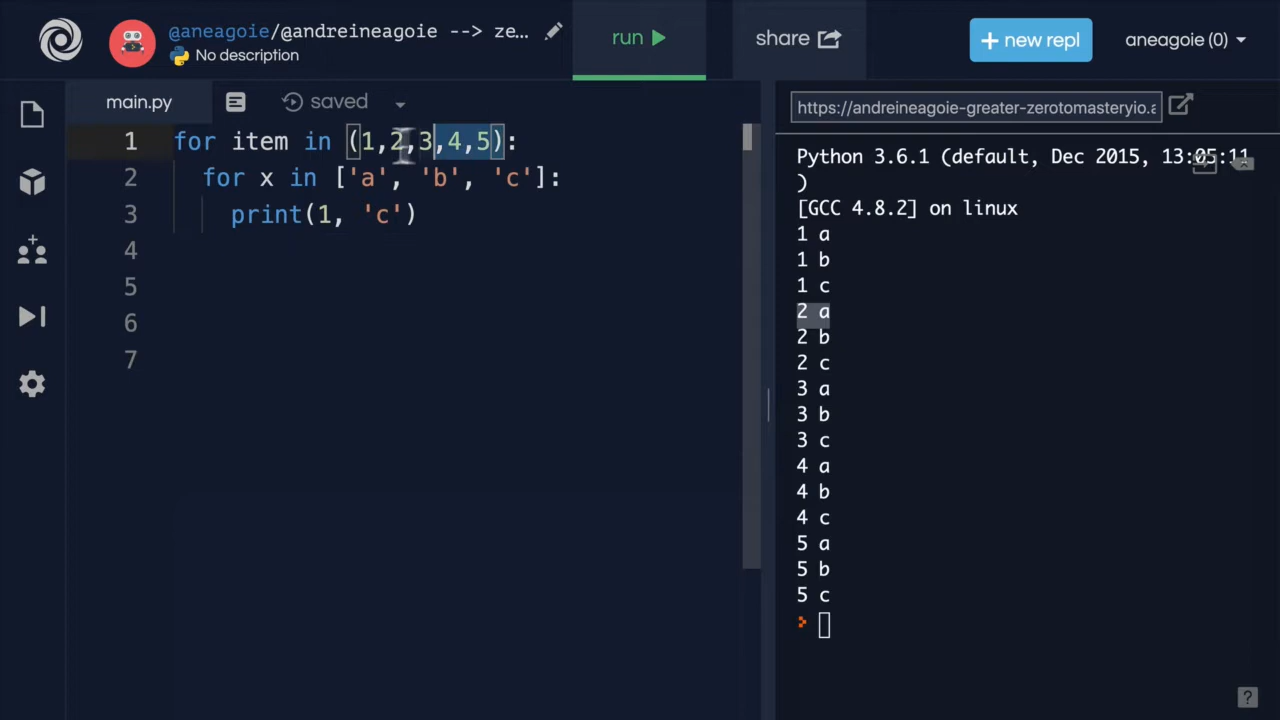 @aneagoie/@andreineagoie --> ze...
No description
run
share
+ new repl
aneagoie (0)
main.py
saved
https://andreineagoie-greater-zerotomasteryio.a
1 for item in (1,2,3,4,5):
2 for x in ['a', 'b', 'c']:
3 print(1, 'c')
4
5
6
7
Python 3.6.1 (default, Dec 2015, 13:05:11
)
[GCC 4.8.2] on linux
1 a
1 b
1 c
2 a
2 b
2 c
3 a
3 b
3 c
4 a
4 b
4 c
5 a
5 b
5 c
?